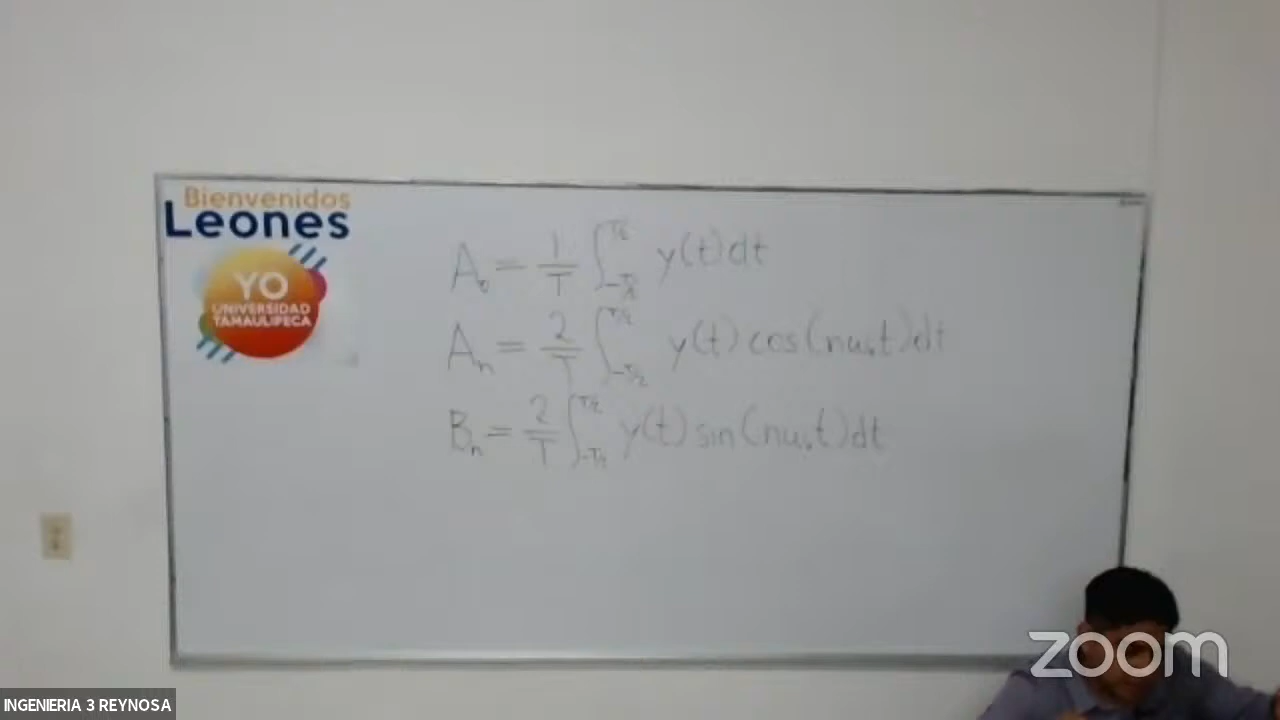 Bienvenidos
Leones
YO
UNIVERSIDAD
TAMAULIPECA
A₀ = 1/T ∫_{-T/2}^{T/2} y(t)dt
Aₙ = 2/T ∫_{-T/2}^{T/2} y(t) cos(nω₀t)dt
Bₙ = 2/T ∫_{-T/2}^{T/2} y(t) sin(nω₀t)dt
zoom
INGENIERIA 3 REYNOSA